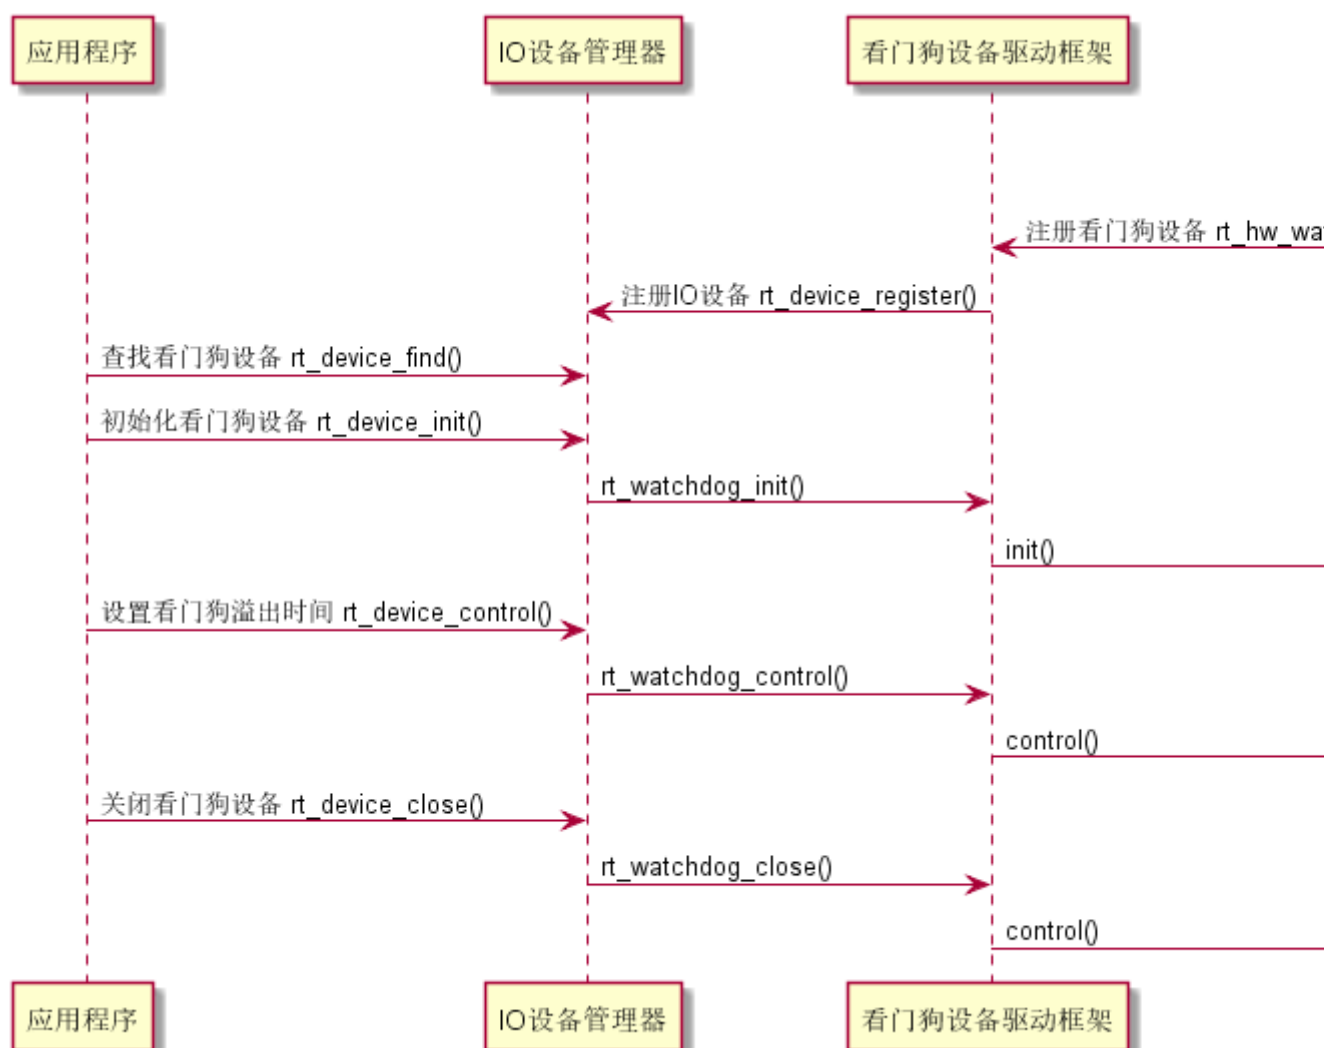 应用程序
IO设备管理器
看门狗设备驱动框架
注册看门狗设备 rt_hw_wa
注册IO设备 rt_device_register()
查找看门狗设备 rt_device_find()
初始化看门狗设备 rt_device_init()
rt_watchdog_init()
init()
设置看门狗溢出时间 rt_device_control()
rt_watchdog_control()
control()
关闭看门狗设备 rt_device_close()
rt_watchdog_close()
control()
应用程序
IO设备管理器
看门狗设备驱动框架